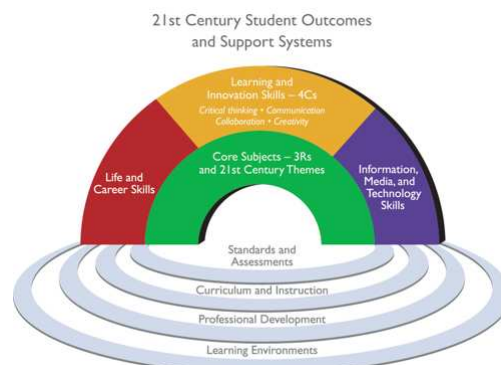 21st Century Student Outcomes
and Support Systems
Learning and
Innovation Skills – 4Cs
Critical thinking • Communication
Collaboration • Creativity
Core Subjects – 3Rs
and 21st Century Themes
Life and
Career Skills
Information,
Media, and
Technology
Skills
Standards and
Assessments
Curriculum and Instruction
Professional Development
Learning Environments